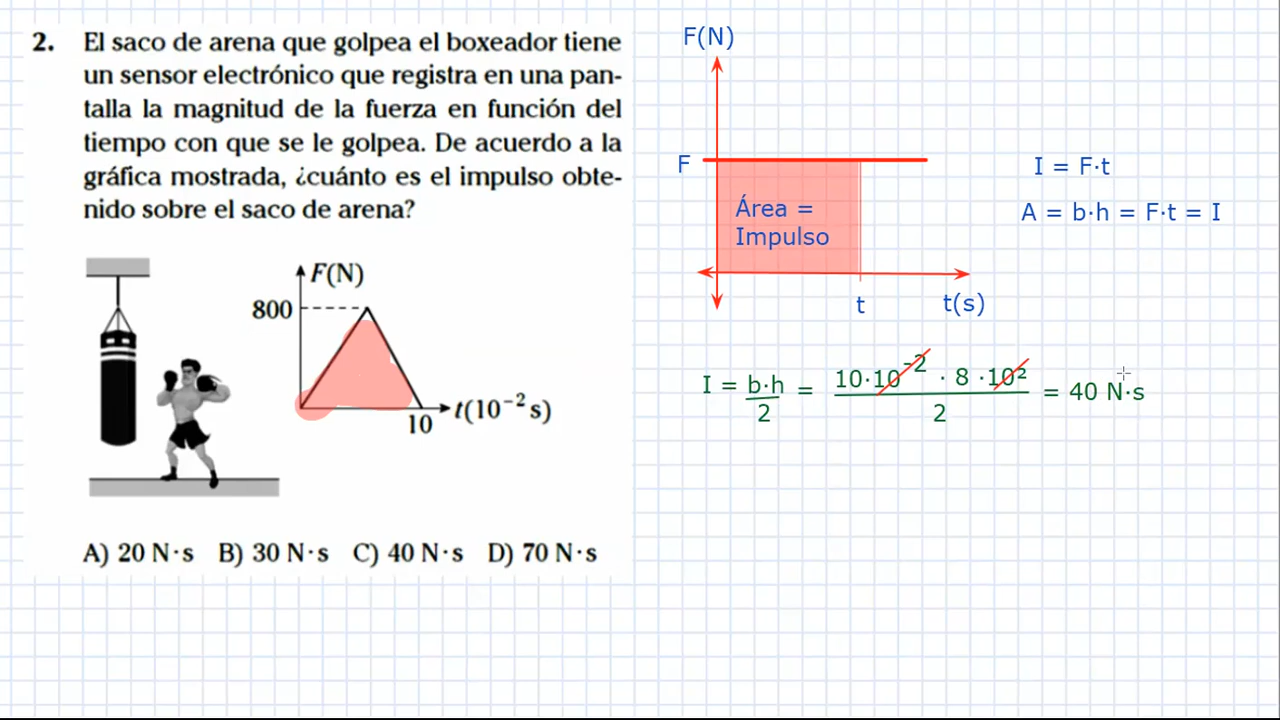 2. El saco de arena que golpea el boxeador tiene
un sensor electrónico que registra en una pan-
talla la magnitud de la fuerza en función del
tiempo con que se le golpea. De acuerdo a la
gráfica mostrada, ¿cuánto es el impulso obte-
nido sobre el saco de arena?
F(N)
800
10
t(10⁻² s)
A) 20 N·s B) 30 N·s C) 40 N·s D) 70 N·s
F(N)
F
Área =
Impulso
t
t(s)
I = F·t
A = b·h = F·t = I
I = b·h/2 = 10·10⁻² · 8 ·10²/2 = 40 N·s